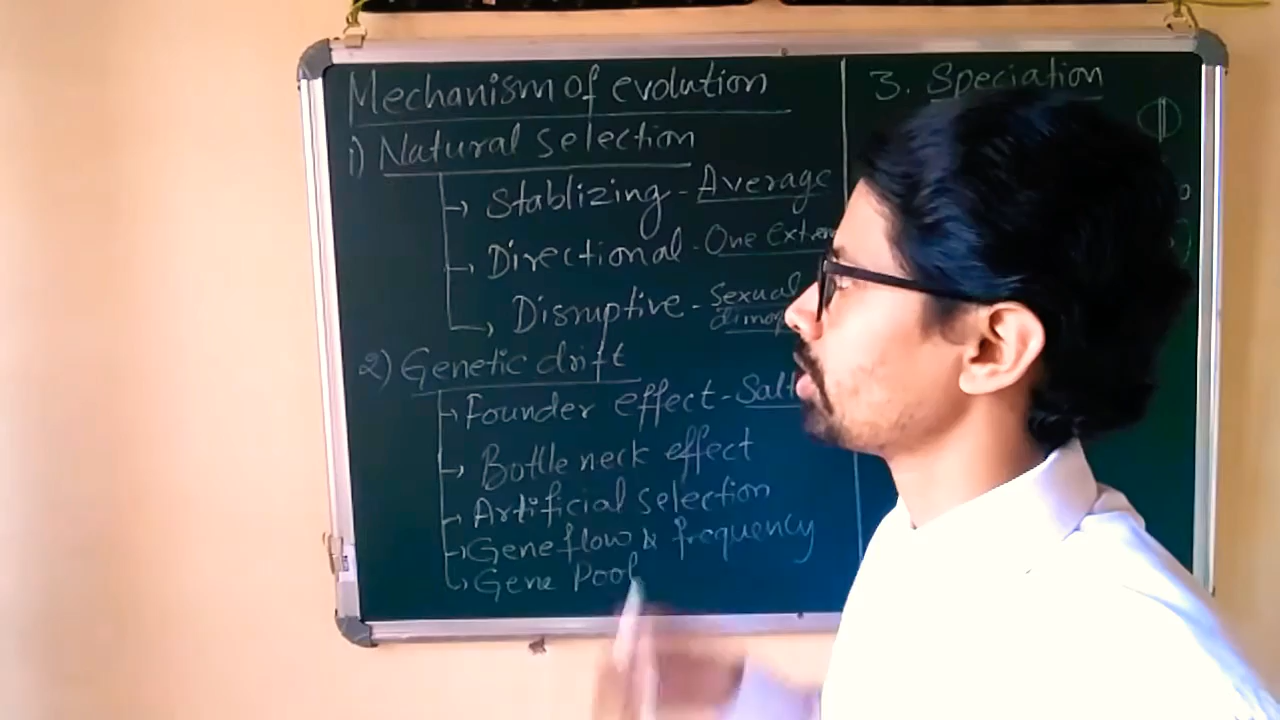 Mechanism of evolution
i) Natural selection
Stablizing - Average
Directional - One
Disruptive - Sexual
2) Genetic drift
Founder effect -
Bottle neck effect
Artificial selection
Gene flow & frequency
Gene Pool
3. Speciation